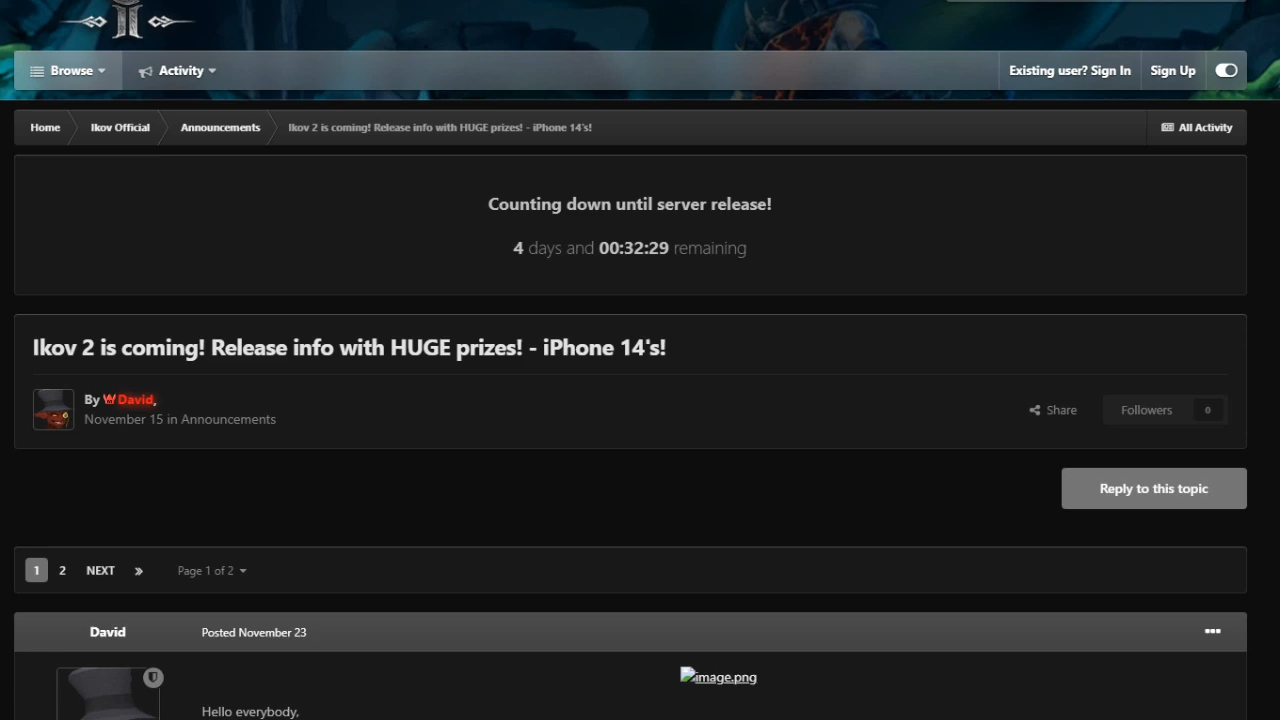 Browse Activity Existing user? Sign In Sign Up
Home Ikov Official Announcements Ikov 2 is coming! Release info with HUGE prizes! - iPhone 14's! All Activity
Counting down until server release!
4 days and 00:32:29 remaining
Ikov 2 is coming! Release info with HUGE prizes! - iPhone 14's!
By David,
November 15 in Announcements
Share Followers 0
Reply to this topic
1 2 NEXT » Page 1 of 2
David Posted November 23
image.png
Hello everybody,